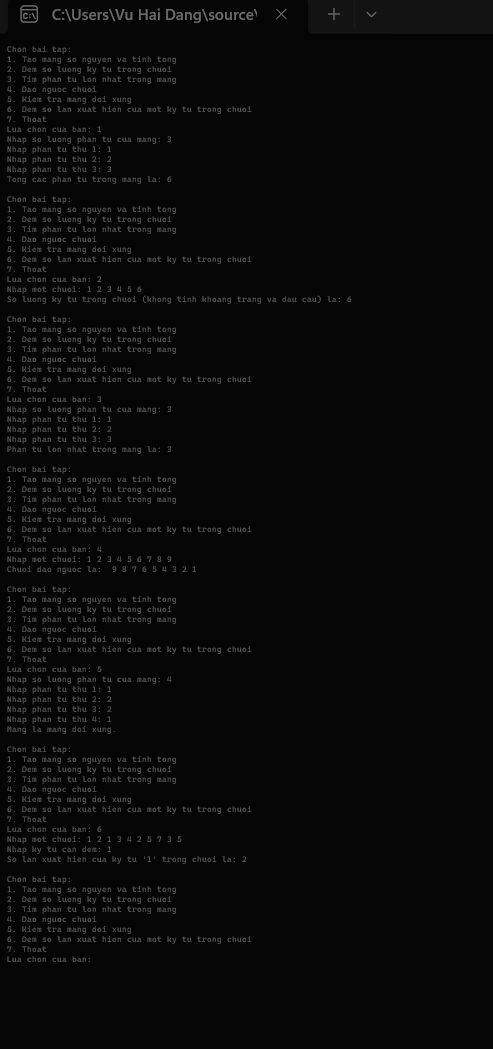 C:\Users\Vu Hai Dang\source\
Chon bai tap:
1. Tao mang so nguyen va tinh tong
2. Dem so luong ky tu trong chuoi
3. Tim phan tu lon nhat trong mang
4. Dao nguoc chuoi
5. Kiem tra mang doi xung
6. Dem so lan xuat hien cua mot ky tu trong chuoi
7. Thoat
Lua chon cua ban: 1
Nhap so luong phan tu cua mang: 3
Nhap phan tu thu 1: 1
Nhap phan tu thu 2: 2
Nhap phan tu thu 3: 3
Tong cac phan tu trong mang la: 6
Chon bai tap:
1. Tao mang so nguyen va tinh tong
2. Dem so luong ky tu trong chuoi
3. Tim phan tu lon nhat trong mang
4. Dao nguoc chuoi
5. Kiem tra mang doi xung
6. Dem so lan xuat hien cua mot ky tu trong chuoi
7. Thoat
Lua chon cua ban: 2
Nhap mot chuoi: 1 2 3 4 5 6
So luong ky tu trong chuoi (khong tinh khoang trang va dau cau) la: 6
Chon bai tap:
1. Tao mang so nguyen va tinh tong
2. Dem so luong ky tu trong chuoi
3. Tim phan tu lon nhat trong mang
4. Dao nguoc chuoi
5. Kiem tra mang doi xung
6. Dem so lan xuat hien cua mot ky tu trong chuoi
7. Thoat
Lua chon cua ban: 3
Nhap so luong phan tu cua mang: 3
Nhap phan tu thu 1: 1
Nhap phan tu thu 2: 2
Nhap phan tu thu 3: 3
Phan tu lon nhat trong mang la: 3
Chon bai tap:
1. Tao mang so nguyen va tinh tong
2. Dem so luong ky tu trong chuoi
3. Tim phan tu lon nhat trong mang
4. Dao nguoc chuoi
5. Kiem tra mang doi xung
6. Dem so lan xuat hien cua mot ky tu trong chuoi
7. Thoat
Lua chon cua ban: 4
Nhap mot chuoi: 1 2 3 4 5 6 7 8 9
Chuoi dao nguoc la:  9 8 7 6 5 4 3 2 1
Chon bai tap:
1. Tao mang so nguyen va tinh tong
2. Dem so luong ky tu trong chuoi
3. Tim phan tu lon nhat trong mang
4. Dao nguoc chuoi
5. Kiem tra mang doi xung
6. Dem so lan xuat hien cua mot ky tu trong chuoi
7. Thoat
Lua chon cua ban: 5
Nhap so luong phan tu cua mang: 4
Nhap phan tu thu 1: 1
Nhap phan tu thu 2: 2
Nhap phan tu thu 3: 2
Nhap phan tu thu 4: 1
Mang la mang doi xung.
Chon bai tap:
1. Tao mang so nguyen va tinh tong
2. Dem so luong ky tu trong chuoi
3. Tim phan tu lon nhat trong mang
4. Dao nguoc chuoi
5. Kiem tra mang doi xung
6. Dem so lan xuat hien cua mot ky tu trong chuoi
7. Thoat
Lua chon cua ban: 6
Nhap mot chuoi: 1 2 1 3 4 2 5 7 3 5
Nhap ky tu can dem: 1
So lan xuat hien cua ky tu '1' trong chuoi la: 2
Chon bai tap:
1. Tao mang so nguyen va tinh tong
2. Dem so luong ky tu trong chuoi
3. Tim phan tu lon nhat trong mang
4. Dao nguoc chuoi
5. Kiem tra mang doi xung
6. Dem so lan xuat hien cua mot ky tu trong chuoi
7. Thoat
Lua chon cua ban: